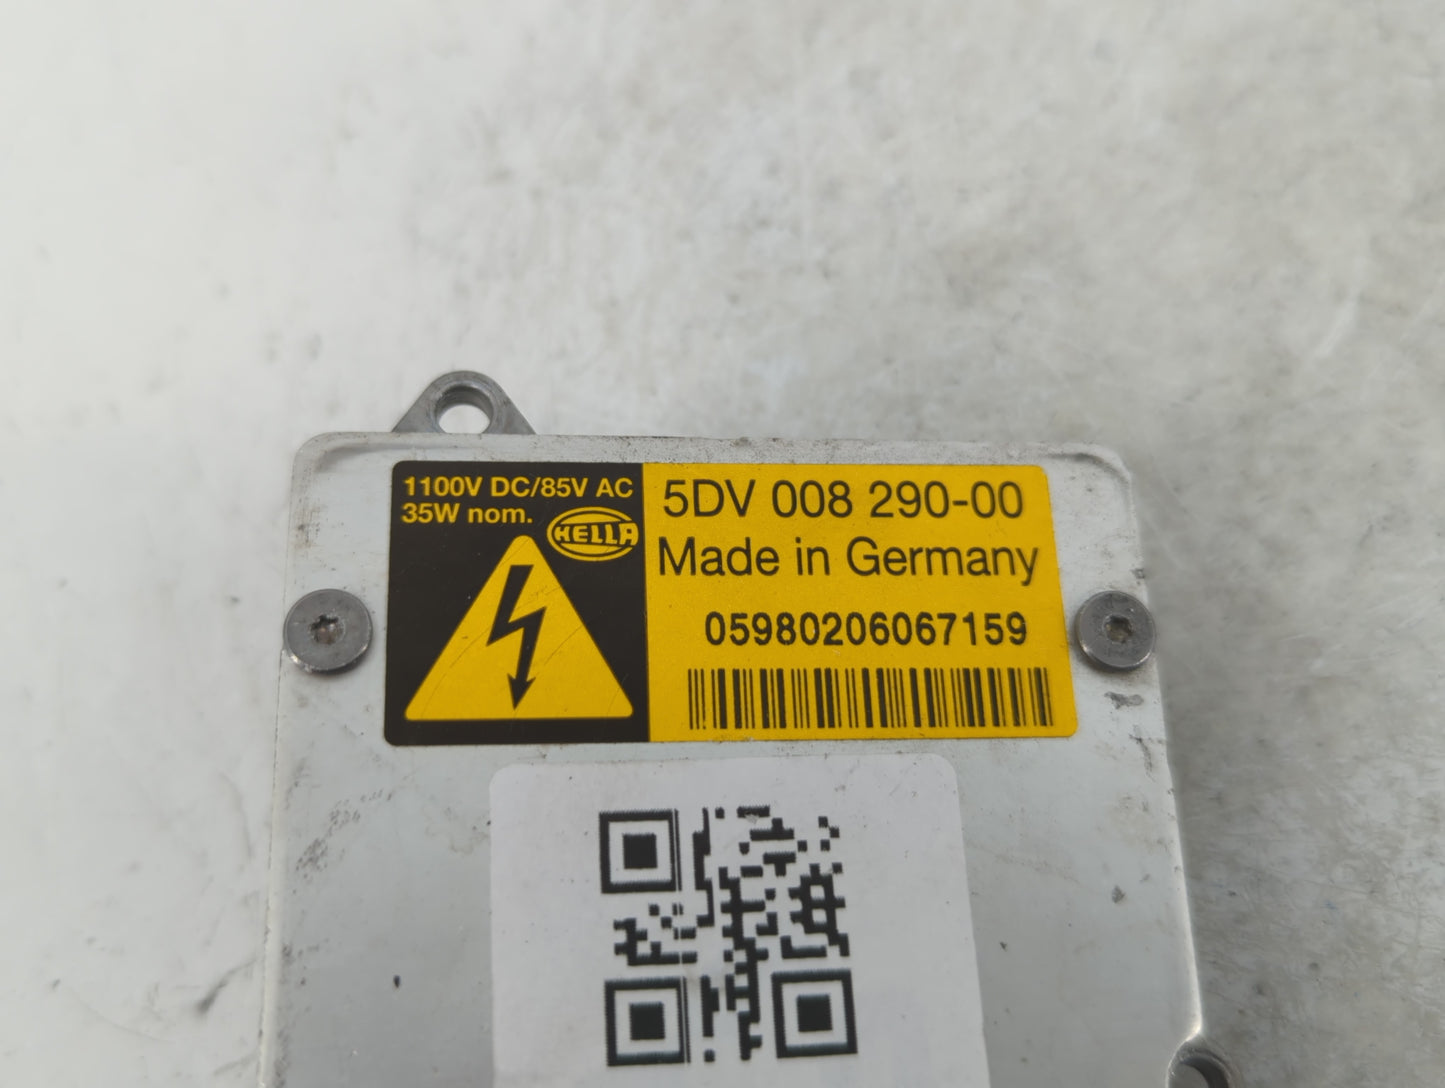 1100V DC/85V AC
35W nom.
HELLA
5DV 008 290-00
Made in Germany
05980206067159